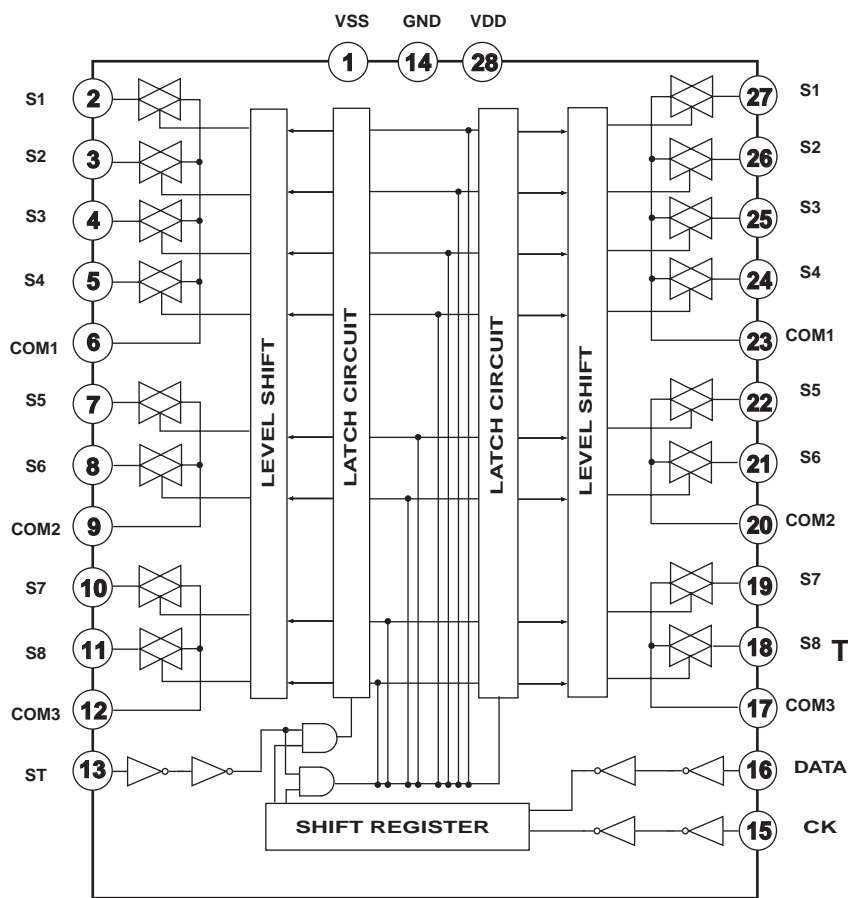 VSS GND VDD
1 14 28
S1 2 27 S1
S2 3 26 S2
S3 4 25 S3
S4 5 24 S4
COM1 6 23 COM1
S5 7 22 S5
S6 8 21 S6
COM2 9 20 COM2
S7 10 19 S7
S8 11 18 S8 T
COM3 12 17 COM3
ST 13 16 DATA
15 CK
LEVEL SHIFT
LATCH CIRCUIT
LATCH CIRCUIT
LEVEL SHIFT
SHIFT REGISTER